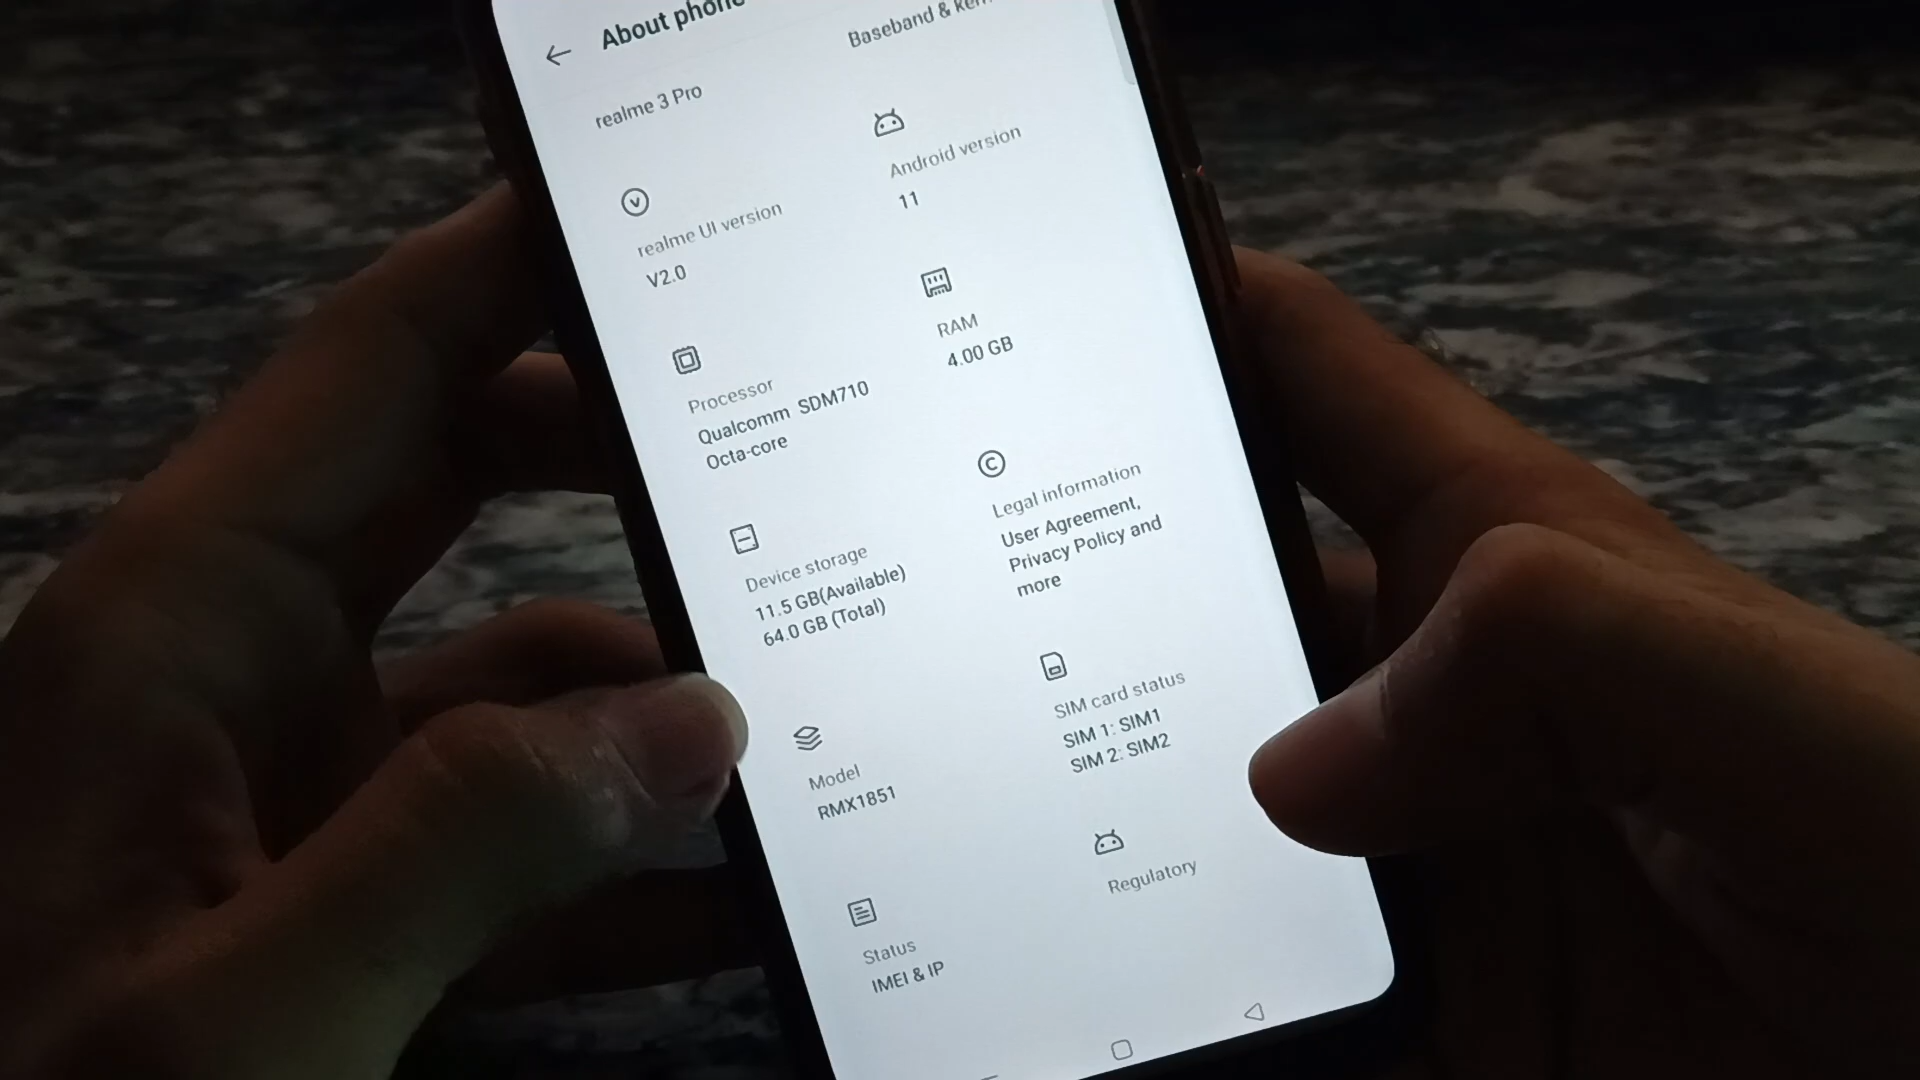 About phone
realme 3 Pro
Baseband &
realme UI version
V2.0
Android version
11
Processor
Qualcomm SDM710
Octa-core
RAM
4.00 GB
Device storage
11.5 GB(Available)
64.0 GB (Total)
Legal information
User Agreement,
Privacy Policy and
more
Model
RMX1851
SIM card status
SIM 1: SIM1
SIM 2: SIM2
Status
IMEI & IP
Regulatory